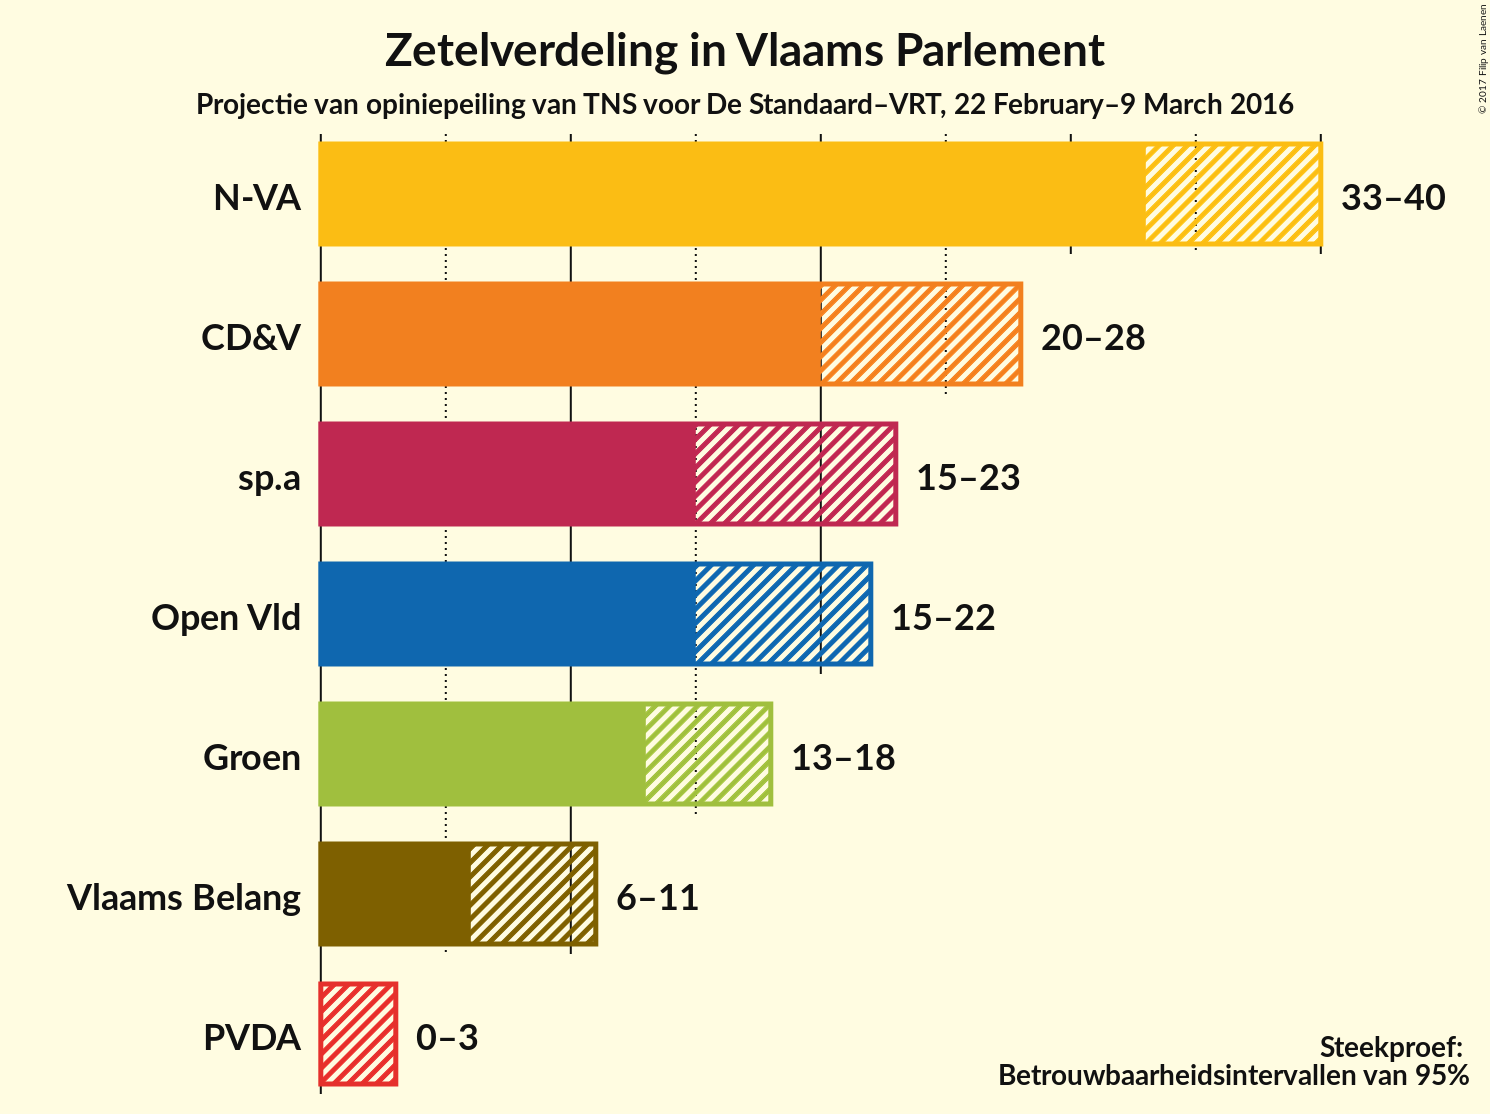 Zetelverdeling in Vlaams Parlement
Projectie van opiniepeiling van TNS voor De Standaard–VRT, 22 February–9 March 2016
© 2017 Filip van Laenen
N-VA 33–40
CD&V 20–28
sp.a 15–23
Open Vld 15–22
Groen 13–18
Vlaams Belang 6–11
PVDA 0–3
Steekproef:
Betrouwbaarheidsintervallen van 95%